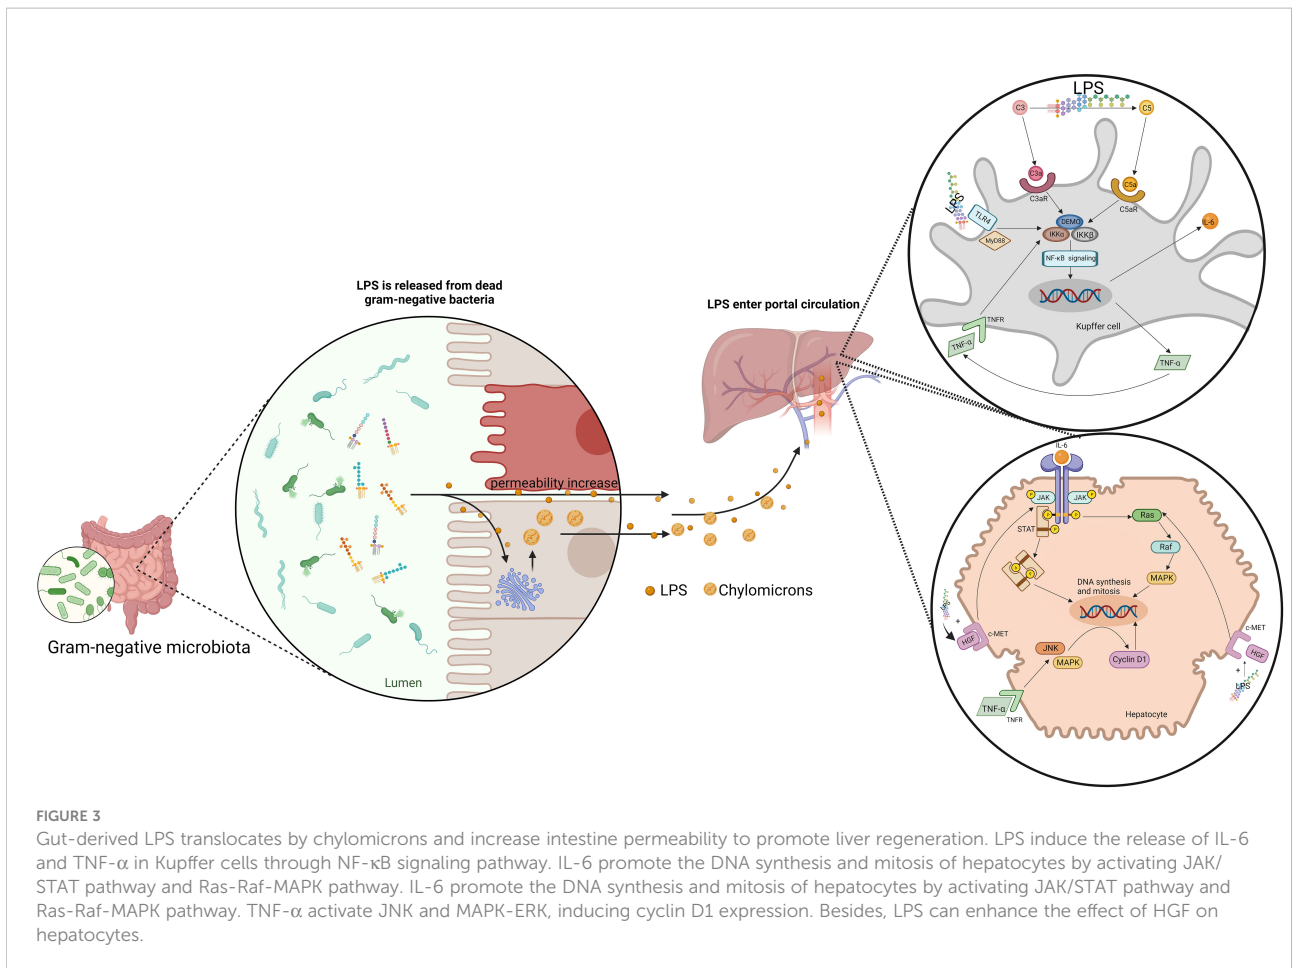 LPS
C3
C5
C3a
C3aR
C5a
C5aR
LPS
TLR4
MyD88
DEMO
IKKα
IKKβ
NF-κB signaling
IL-6
Kupffer cell
TNFR
TNF-α
TNF-α
LPS is released from dead
gram-negative bacteria
LPS enter portal circulation
permeability increase
LPS
Chylomicrons
Gram-negative microbiota
Lumen
IL-6
P
JAK
JAK
P
P
P
P
STAT
Ras
Raf
MAPK
DNA synthesis
and mitosis
LPS
+
HGF
c-MET
c-MET
HGF
+
LPS
JNK
MAPK
Cyclin D1
TNF-α
TNFR
Hepatocyte
FIGURE 3
Gut-derived LPS translocates by chylomicrons and increase intestine permeability to promote liver regeneration. LPS induce the release of IL-6
and TNF-α in Kupffer cells through NF-κB signaling pathway. IL-6 promote the DNA synthesis and mitosis of hepatocytes by activating JAK/
STAT pathway and Ras-Raf-MAPK pathway. IL-6 promote the DNA synthesis and mitosis of hepatocytes by activating JAK/STAT pathway and
Ras-Raf-MAPK pathway. TNF-α activate JNK and MAPK-ERK, inducing cyclin D1 expression. Besides, LPS can enhance the effect of HGF on
hepatocytes.